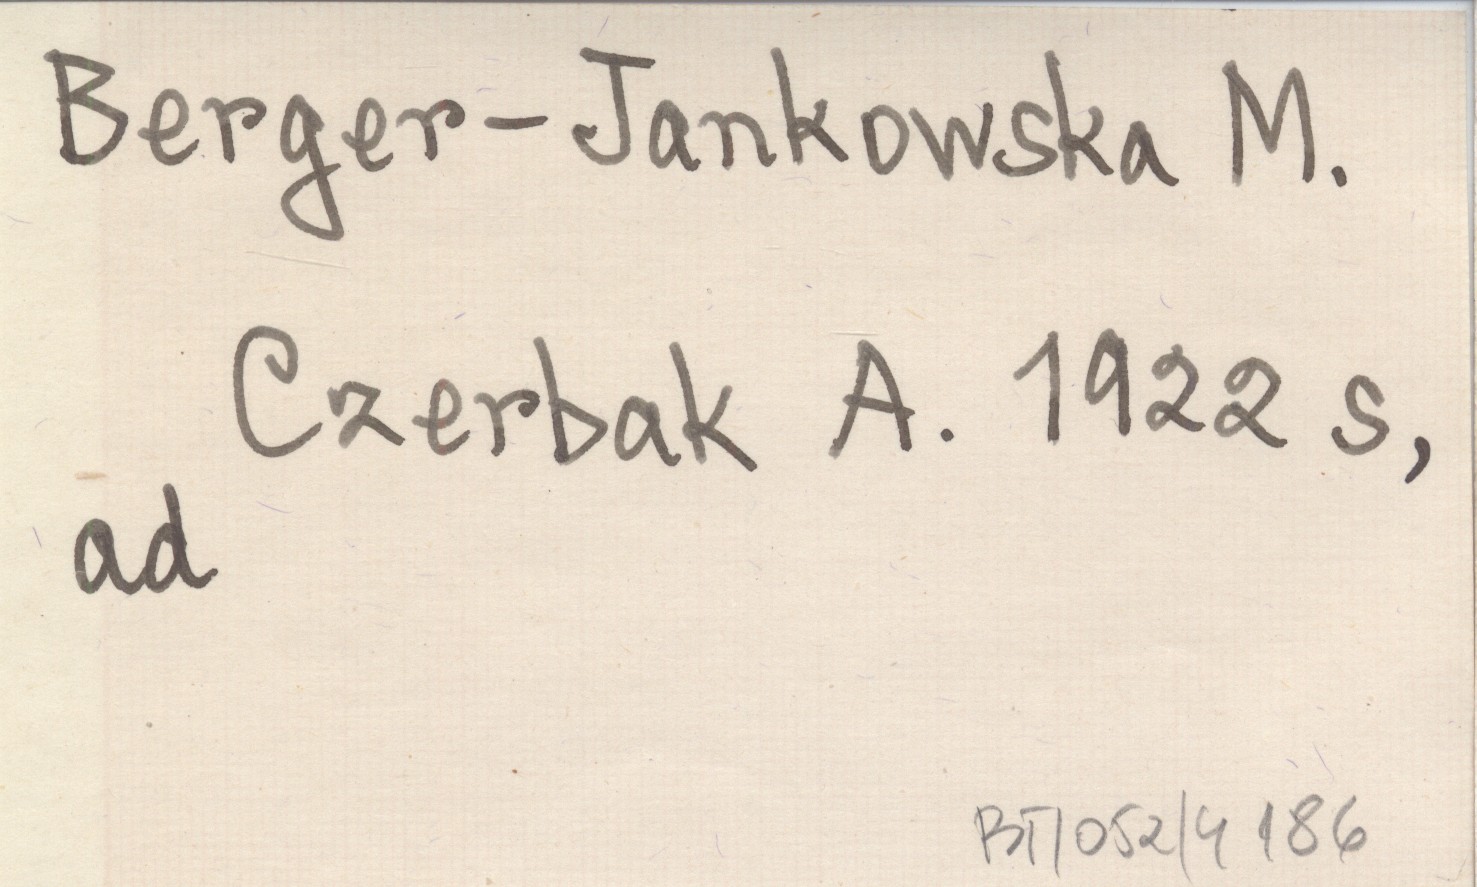 Berger-Jankowska M.
Czerbak A. 1922 s,
ad
BT/052/4 186